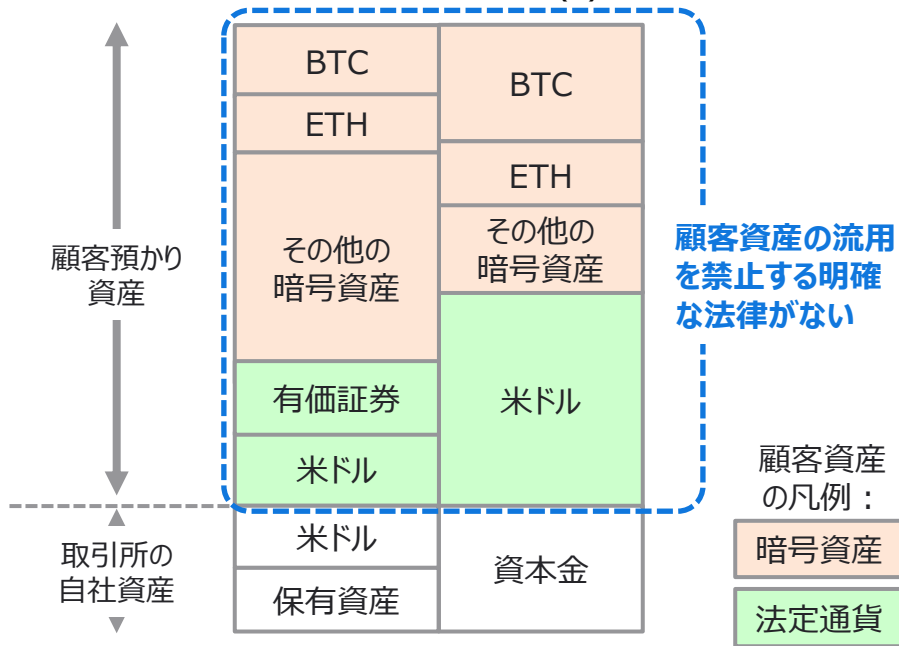 BTC
ETH
その他の
暗号資産
有価証券
米ドル
米ドル
保有資産
BTC
ETH
その他の
暗号資産
米ドル
資本金
顧客預かり
資産
取引所の
自社資産
顧客資産の流用
を禁止する明確
な法律がない
顧客資産
の凡例：
暗号資産
法定通貨